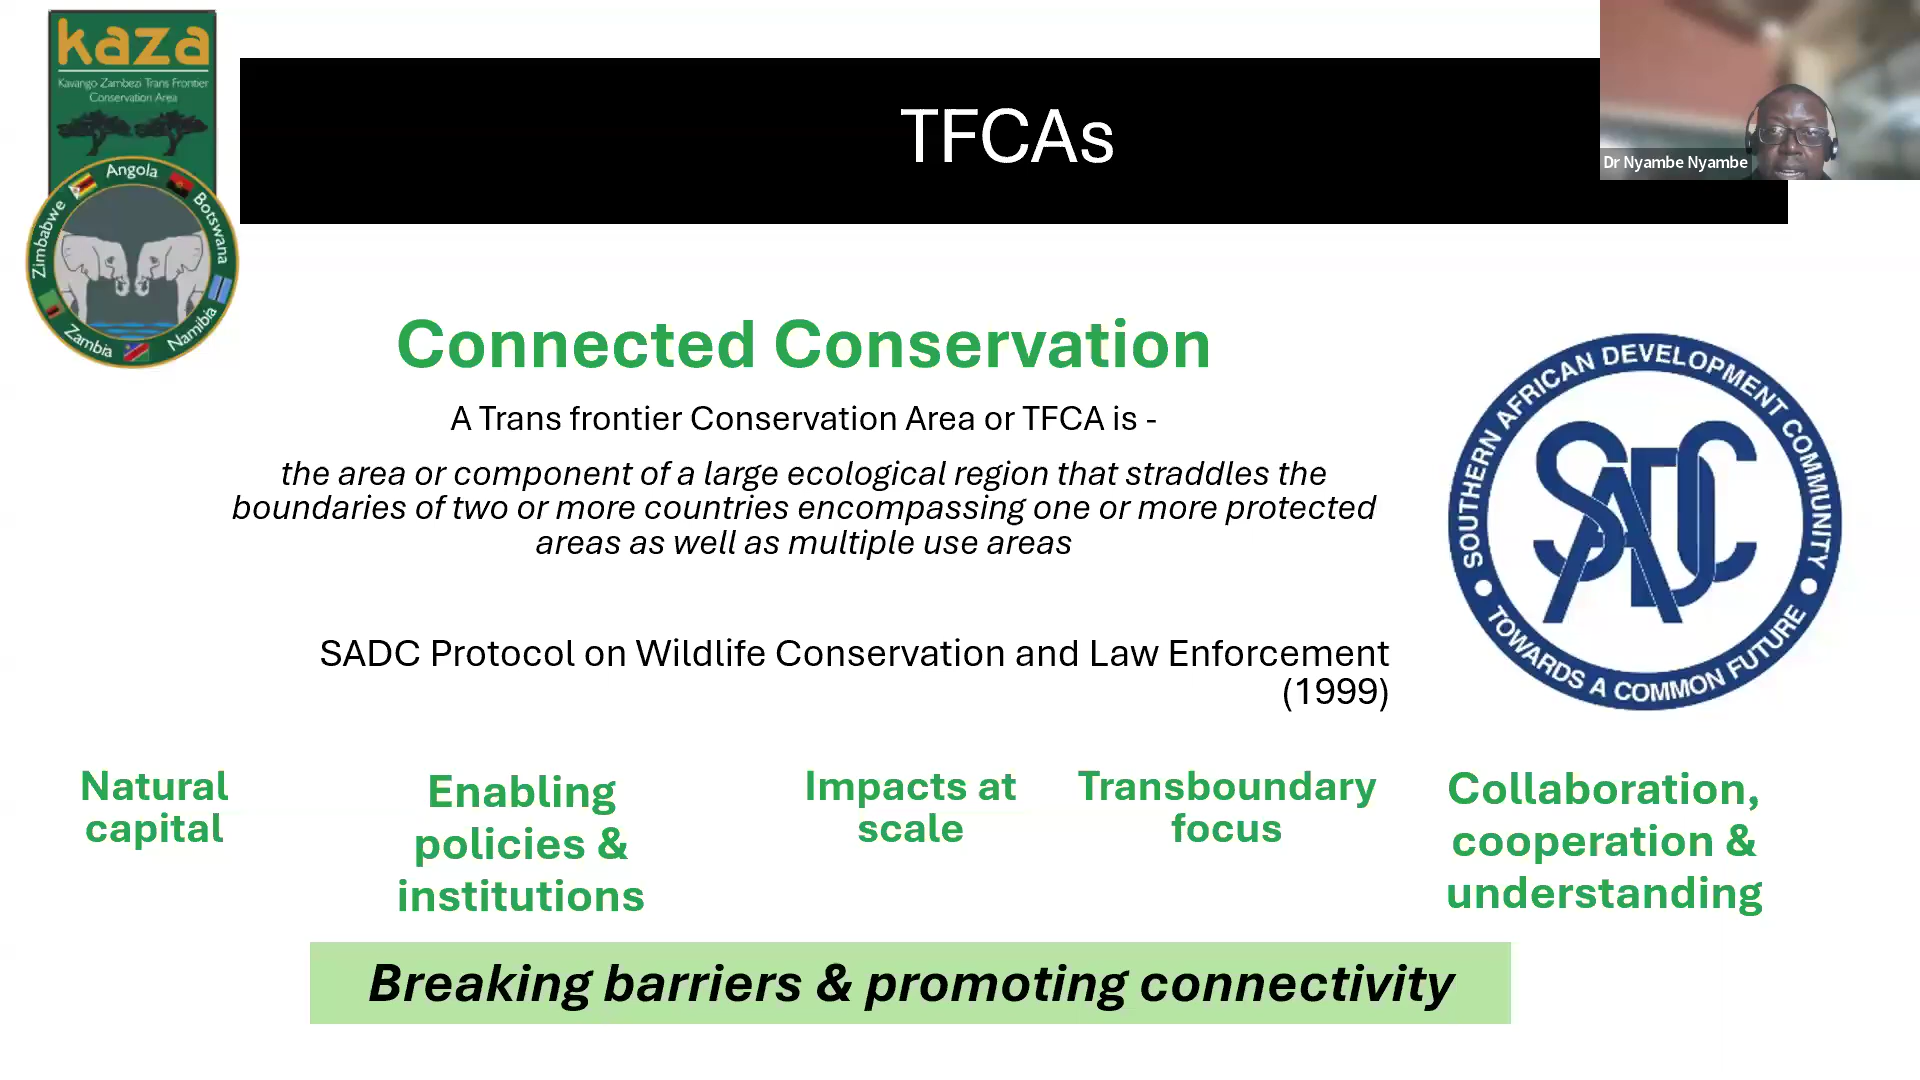 kaza
Kavango Zambezi Trans Frontier
Conservation Area
Angola
Botswana
Namibia
Zambia
Zimbabwe
TFCAs
Dr Nyambe Nyambe
Connected Conservation
A Trans frontier Conservation Area or TFCA is -
the area or component of a large ecological region that straddles the
boundaries of two or more countries encompassing one or more protected
areas as well as multiple use areas
SADC Protocol on Wildlife Conservation and Law Enforcement
(1999)
SOUTHERN AFRICAN DEVELOPMENT COMMUNITY
SADC
TOWARDS A COMMON FUTURE
Natural
capital
Enabling
policies &
institutions
Impacts at
scale
Transboundary
focus
Collaboration,
cooperation &
understanding
Breaking barriers & promoting connectivity